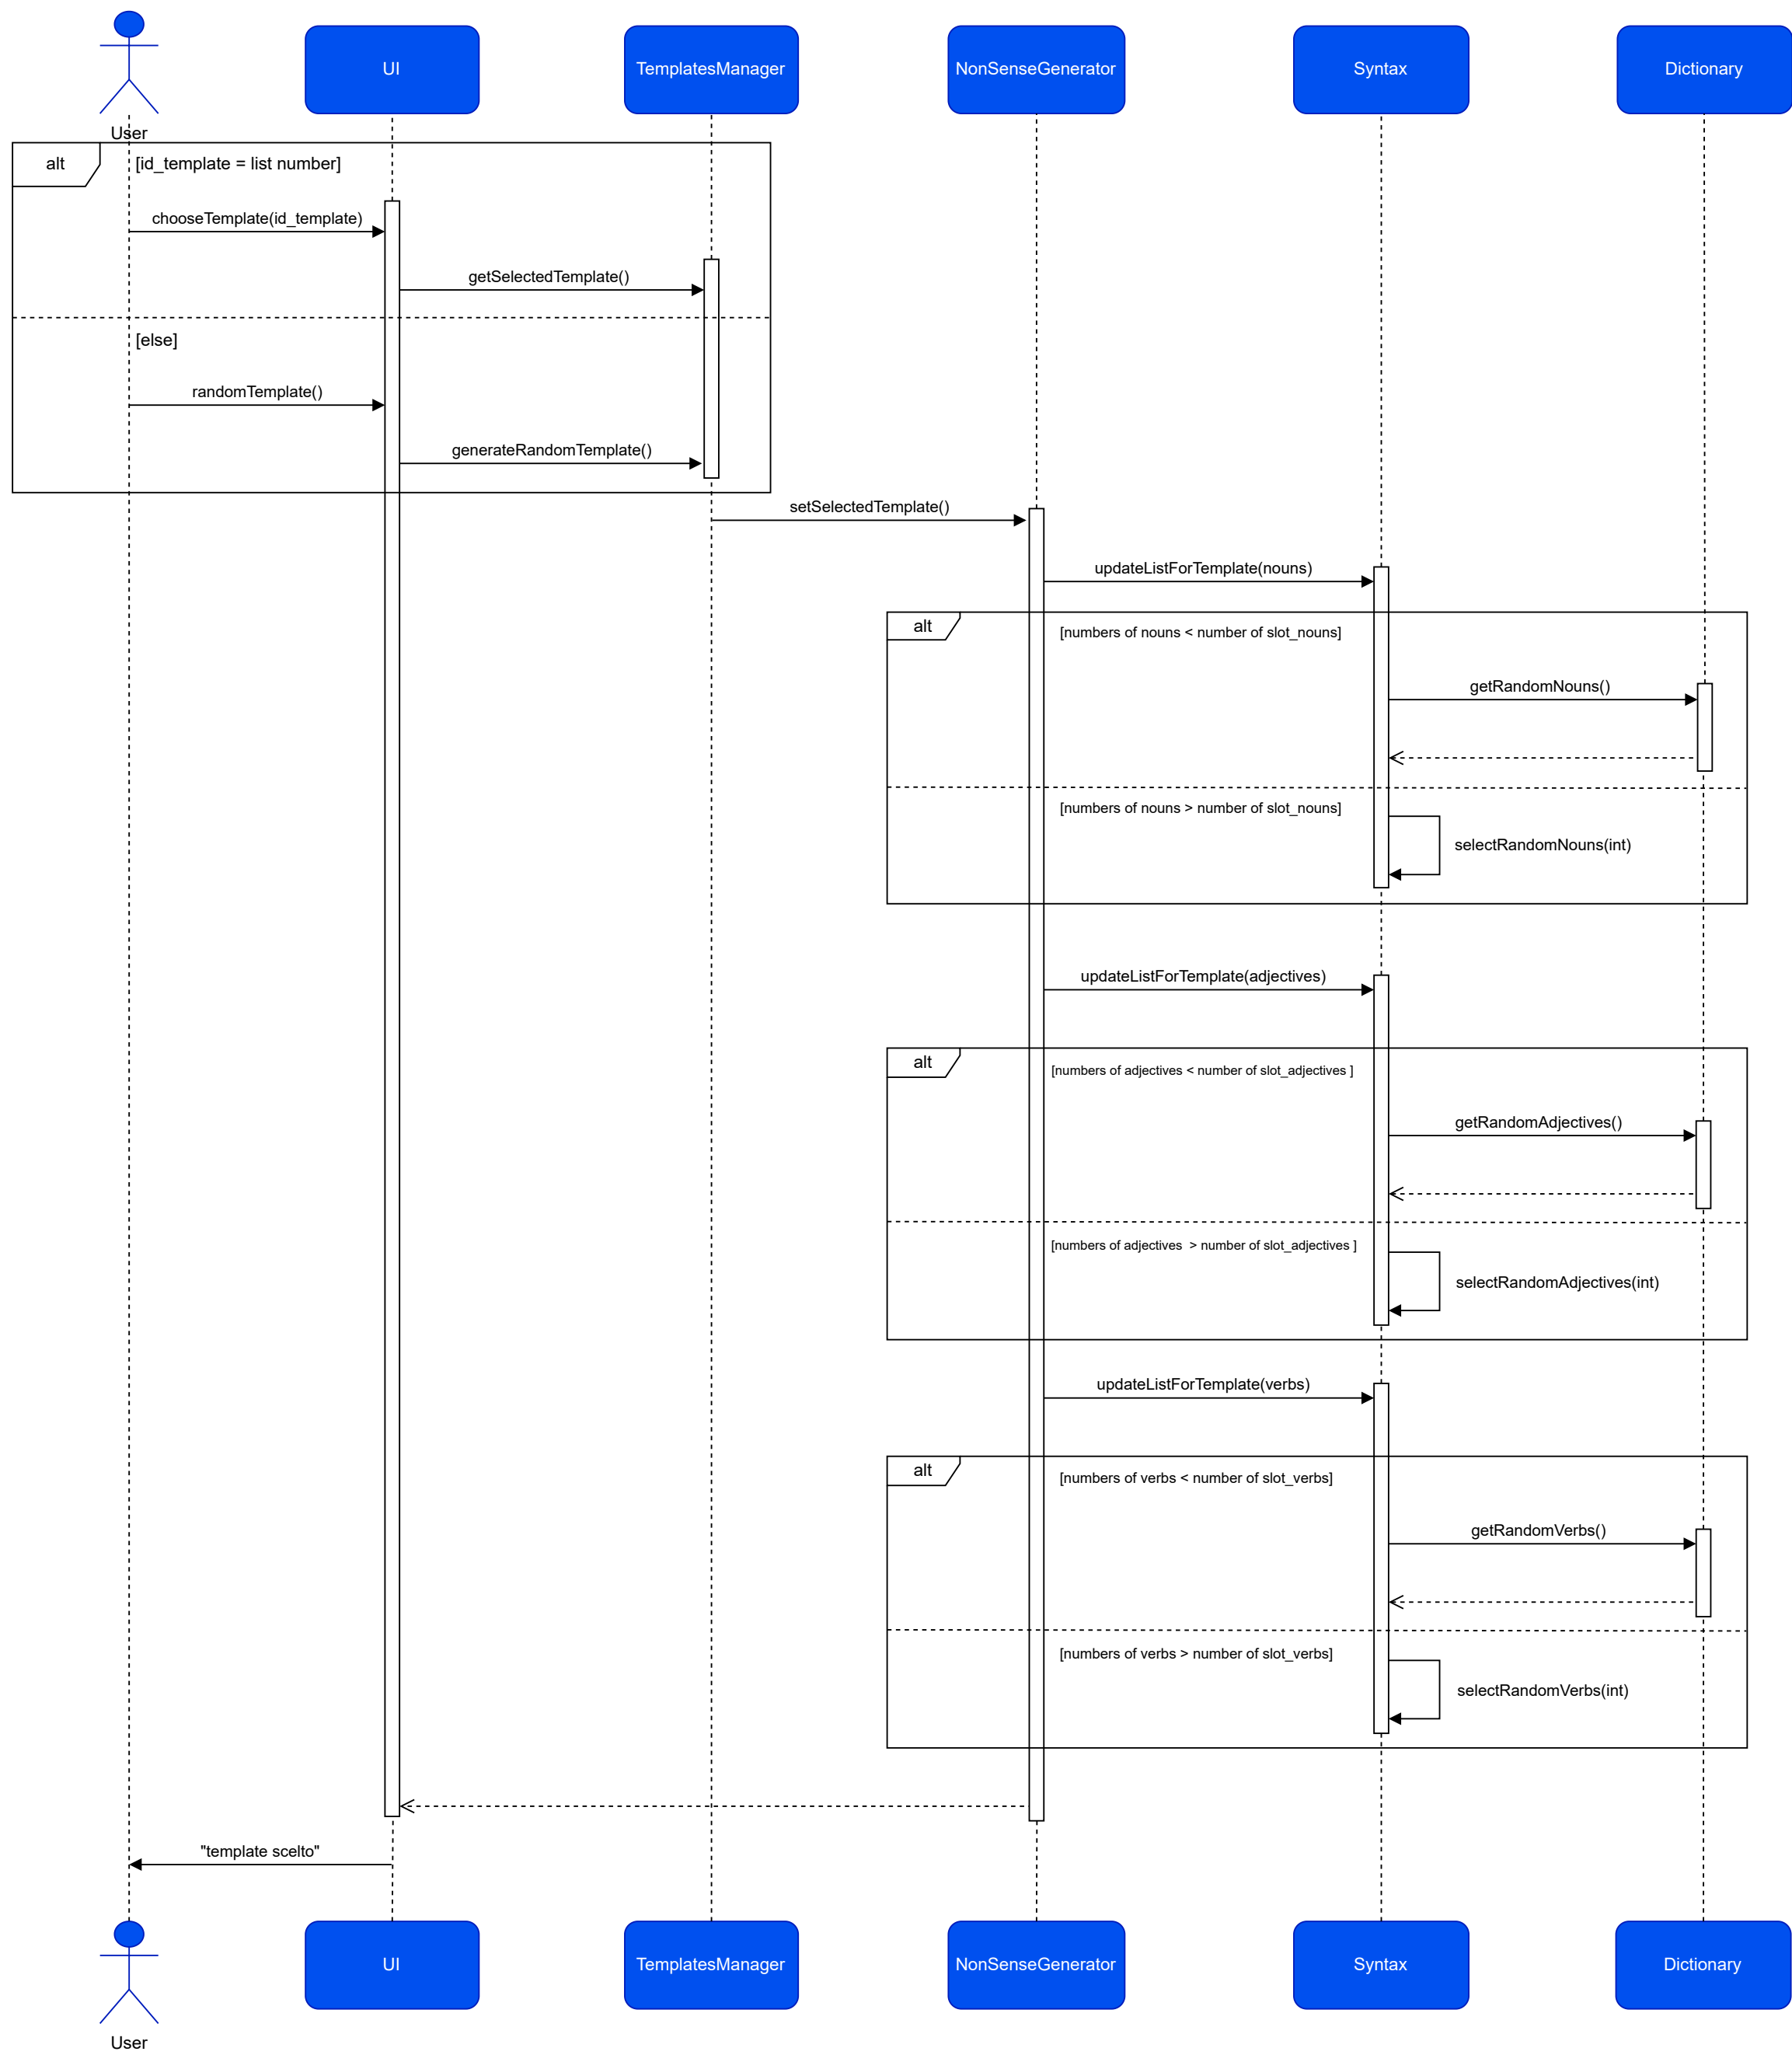 UI
TemplatesManager
NonSenseGenerator
Syntax
Dictionary
User
alt
[id_template = list number]
chooseTemplate(id_template)
getSelectedTemplate()
[else]
randomTemplate()
generateRandomTemplate()
setSelectedTemplate()
updateListForTemplate(nouns)
alt
[numbers of nouns < number of slot_nouns]
getRandomNouns()
[numbers of nouns > number of slot_nouns]
selectRandomNouns(int)
updateListForTemplate(adjectives)
alt
[numbers of adjectives < number of slot_adjectives ]
getRandomAdjectives()
[numbers of adjectives  > number of slot_adjectives ]
selectRandomAdjectives(int)
updateListForTemplate(verbs)
alt
[numbers of verbs < number of slot_verbs]
getRandomVerbs()
[numbers of verbs > number of slot_verbs]
selectRandomVerbs(int)
"template scelto"
UI
TemplatesManager
NonSenseGenerator
Syntax
Dictionary
User